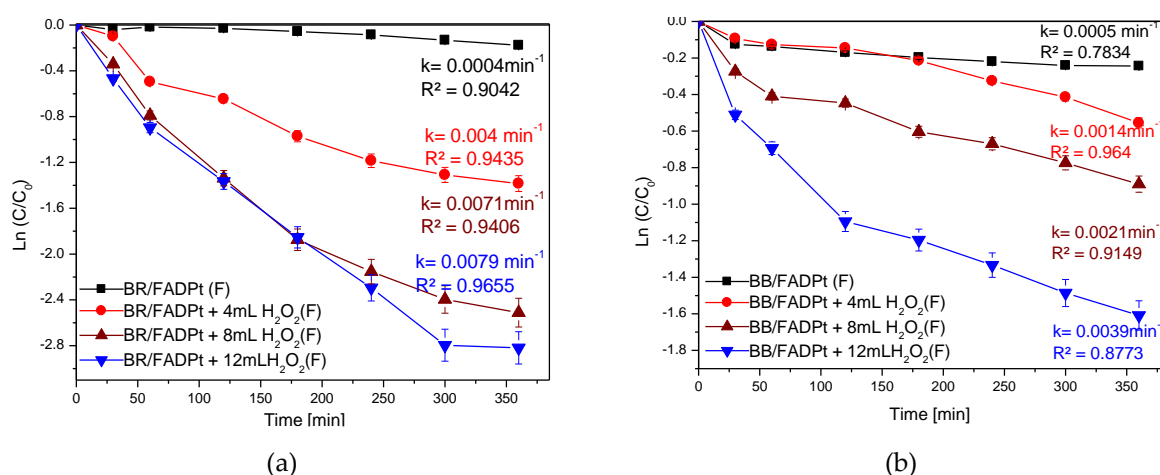 0.0
-0.4
-0.8
-1.2
-1.6
-2.0
-2.4
-2.8
Ln (C/C₀)
k= 0.0004min⁻¹
R² = 0.9042
k= 0.004 min⁻¹
R² = 0.9435
k= 0.0071min⁻¹
R² = 0.9406
k= 0.0079 min⁻¹
R² = 0.9655
BR/FADPt (F)
BR/FADPt + 4mL H₂O₂(F)
BR/FADPt + 8mL H₂O₂(F)
BR/FADPt + 12mLH₂O₂(F)
0 50 100 150 200 250 300 350
Time [min]
(a)
0.0
-0.2
-0.4
-0.6
-0.8
-1.0
-1.2
-1.4
-1.6
-1.8
Ln (C/C₀)
k= 0.0005 min⁻¹
R² = 0.7834
k= 0.0014min⁻¹
R² = 0.964
k= 0.0021min⁻¹
R² = 0.9149
k= 0.0039min⁻¹
R² = 0.8773
BB/FADPt (F)
BB/FADPt + 4mL H₂O₂(F)
BB/FADPt + 8mL H₂O₂(F)
BB/FADPt + 12mLH₂O₂(F)
0 50 100 150 200 250 300 350
Time [min]
(b)